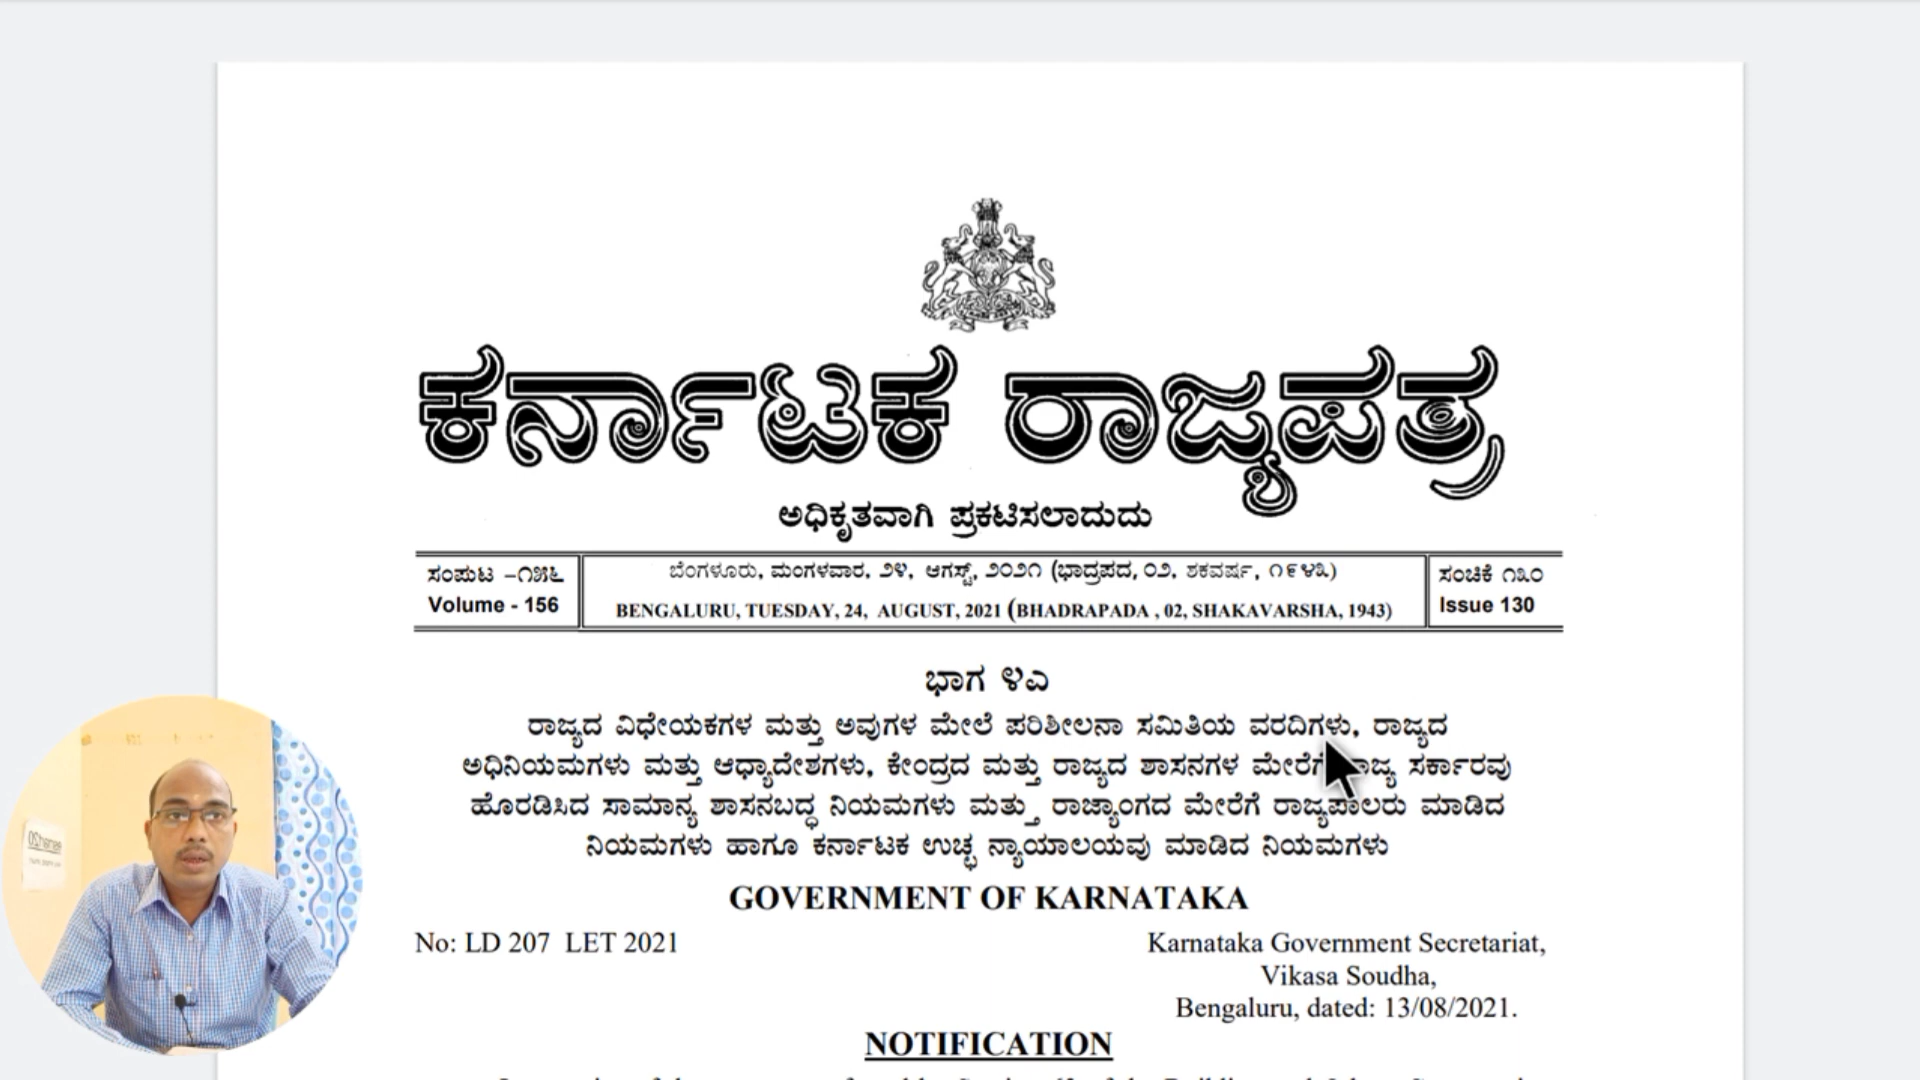 ಕರ್ನಾಟಕ ರಾಜ್ಯಪತ್ರ
ಅಧಿಕೃತವಾಗಿ ಪ್ರಕಟಿಸಲಾದುದು
ಸಂಪುಟ –೧೫೬
Volume - 156
ಬೆಂಗಳೂರು, ಮಂಗಳವಾರ, ೨೪, ಆಗಸ್ಟ್, ೨೦೨೧ (ಭಾದ್ರಪದ, ೦೨, ಶಕವರ್ಷ, ೧೯೪೩)
BENGALURU, TUESDAY, 24, AUGUST, 2021 (BHADRAPADA , 02, SHAKAVARSHA, 1943)
ಸಂಚಿಕೆ ೧೩೦
Issue 130
ಭಾಗ ೪ಎ
ರಾಜ್ಯದ ವಿಧೇಯಕಗಳ ಮತ್ತು ಅವುಗಳ ಮೇಲೆ ಪರಿಶೀಲನಾ ಸಮಿತಿಯ ವರದಿಗಳು, ರಾಜ್ಯದ
ಅಧಿನಿಯಮಗಳು ಮತ್ತು ಆಧ್ಯಾದೇಶಗಳು, ಕೇಂದ್ರದ ಮತ್ತು ರಾಜ್ಯದ ಶಾಸನಗಳ ಮೇರೆಗೆ ರಾಜ್ಯ ಸರ್ಕಾರವು
ಹೊರಡಿಸಿದ ಸಾಮಾನ್ಯ ಶಾಸನಬದ್ಧ ನಿಯಮಗಳು ಮತ್ತು ರಾಜ್ಯಾಂಗದ ಮೇರೆಗೆ ರಾಜ್ಯಪಾಲರು ಮಾಡಿದ
ನಿಯಮಗಳು ಹಾಗೂ ಕರ್ನಾಟಕ ಉಚ್ಛ ನ್ಯಾಯಾಲಯವು ಮಾಡಿದ ನಿಯಮಗಳು
GOVERNMENT OF KARNATAKA
No: LD 207 LET 2021
Karnataka Government Secretariat,
Vikasa Soudha,
Bengaluru, dated: 13/08/2021.
NOTIFICATION